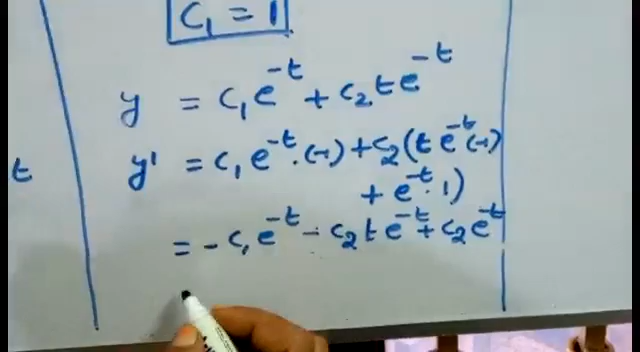 C₁ = 1
y = C₁e^{-t} + C₂te^{-t}
t y' = C₁e^{-t}.(-1) + C₂(te^{-t}(-1)
+ e^{-t}.1)
= -C₁e^{-t} - C₂te^{-t} + C₂e^{-t}